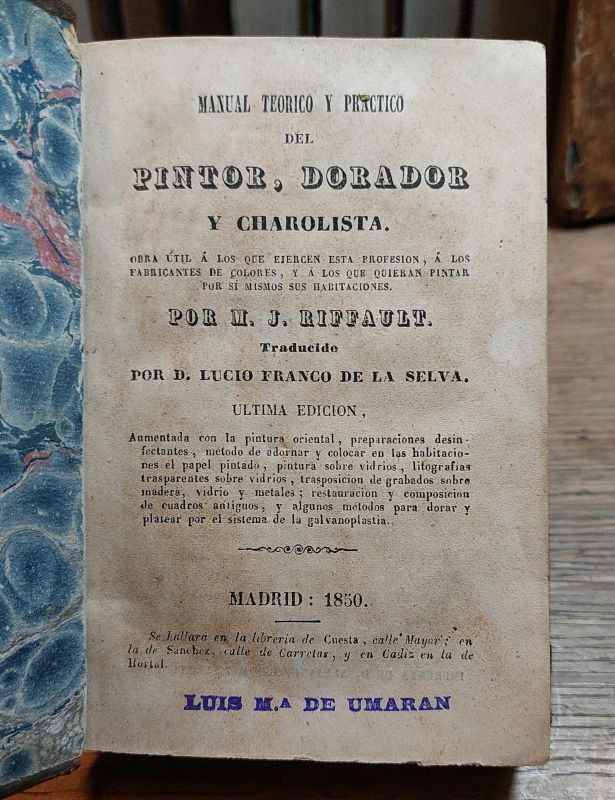 MANUAL TEORICO Y PRACTICO
DEL
PINTOR, DORADOR
Y CHAROLISTA.
OBRA ÚTIL Á LOS QUE EJERCEN ESTA PROFESION, Á LOS
FABRICANTES DE COLORES, Y Á LOS QUE QUIERAN PINTAR
POR SÍ MISMOS SUS HABITACIONES.
POR M. J. RIFFAULT.
Traducido
POR D. LUCIO FRANCO DE LA SELVA.
ULTIMA EDICION,
Aumentada con la pintura oriental, preparaciones desin-
fectantes, método de adornar y colocar en las habitacio-
nes el papel pintado, pintura sobre vidrios, litografias
trasparentes sobre vidrios, trasposicion de grabados sobre
madera, vidrio y metales; restauracion y composicion
de cuadros antiguos, y algunos métodos para dorar y
platear por el sistema de la galvanoplastia.
MADRID: 1850.
Se hallará en la libreria de Cuesta, calle Mayor; en
la de Sanchez, calle de Carretas, y en Cadiz en la de
Hortal.
LUIS M.A DE UMARAN